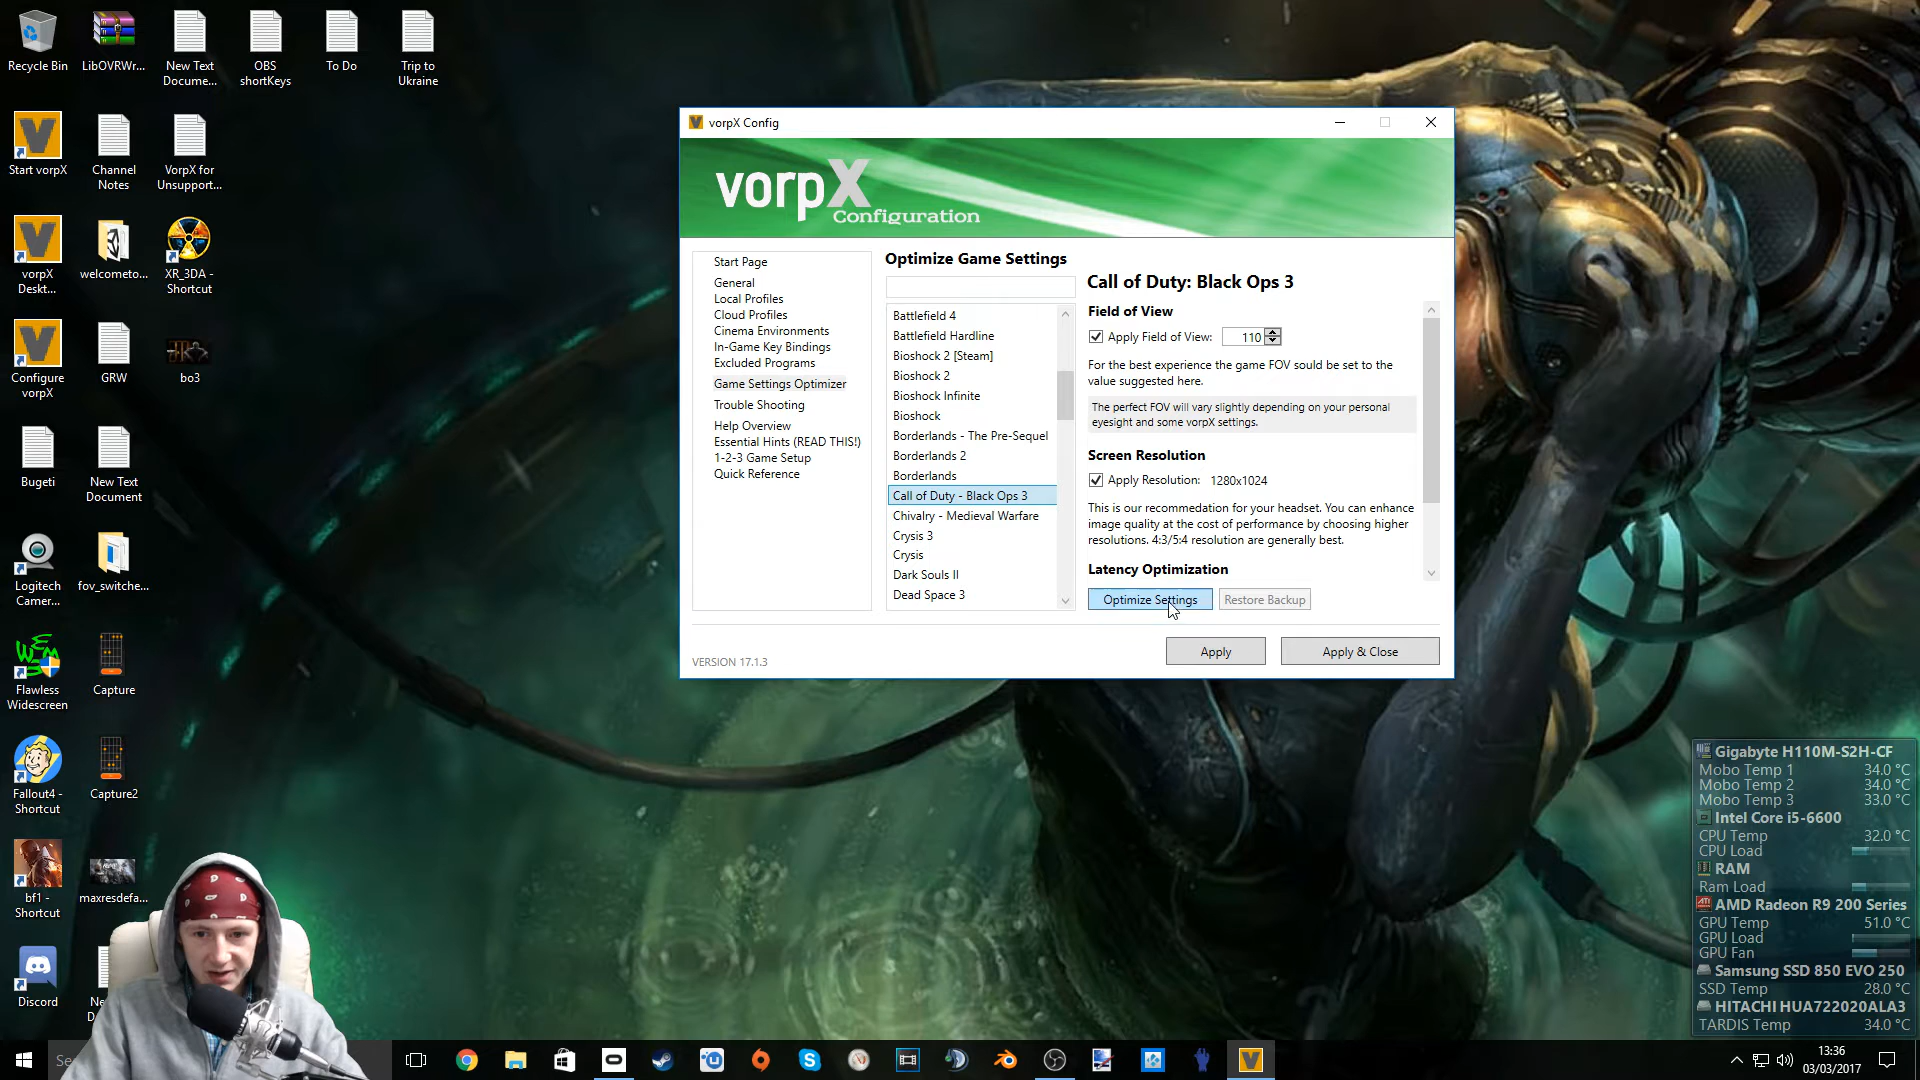 Recycle Bin
LibOVRWr...
New Text
Docume...
OBS
shortKeys
To Do
Trip to
Ukraine
Start vorpX
Channel
Notes
VorpX for
Unsupport...
vorpX
Deskt...
welcometo...
XR_3DA -
Shortcut
Configure
vorpX
GRW
bo3
Bugeti
New Text
Document
Logitech
Camer...
fov_switche...
Flawless
Widescreen
Capture
Fallout4 -
Shortcut
Capture2
bf1 -
Shortcut
maxresdefa...
Discord
vorpX Config
vorpX
Configuration
Start Page
General
Local Profiles
Cloud Profiles
Cinema Environments
In-Game Key Bindings
Excluded Programs
Game Settings Optimizer
Trouble Shooting
Help Overview
Essential Hints (READ THIS!)
1-2-3 Game Setup
Quick Reference
Optimize Game Settings
Battlefield 4
Battlefield Hardline
Bioshock 2 [Steam]
Bioshock 2
Bioshock Infinite
Bioshock
Borderlands - The Pre-Sequel
Borderlands 2
Borderlands
Call of Duty - Black Ops 3
Chivalry - Medieval Warfare
Crysis 3
Crysis
Dark Souls II
Dead Space 3
Call of Duty: Black Ops 3
Field of View
Apply Field of View: 110
For the best experience the game FOV sould be set to the
value suggested here.
The perfect FOV will vary slightly depending on your personal
eyesight and some vorpX settings.
Screen Resolution
Apply Resolution: 1280x1024
This is our recommedation for your headset. You can enhance
image quality at the cost of performance by choosing higher
resolutions. 4:3/5:4 resolution are generally best.
Latency Optimization
Optimize Settings
Restore Backup
VERSION 17.1.3
Apply
Apply & Close
Gigabyte H110M-S2H-CF
Mobo Temp 1 34.0 °C
Mobo Temp 2 34.0 °C
Mobo Temp 3 33.0 °C
Intel Core i5-6600
CPU Temp 32.0 °C
CPU Load
RAM
Ram Load
AMD Radeon R9 200 Series
GPU Temp 51.0 °C
GPU Load
GPU Fan
Samsung SSD 850 EVO 250
SSD Temp 28.0 °C
HITACHI HUA722020ALA3
TARDIS Temp 34.0 °C
13:36
03/03/2017